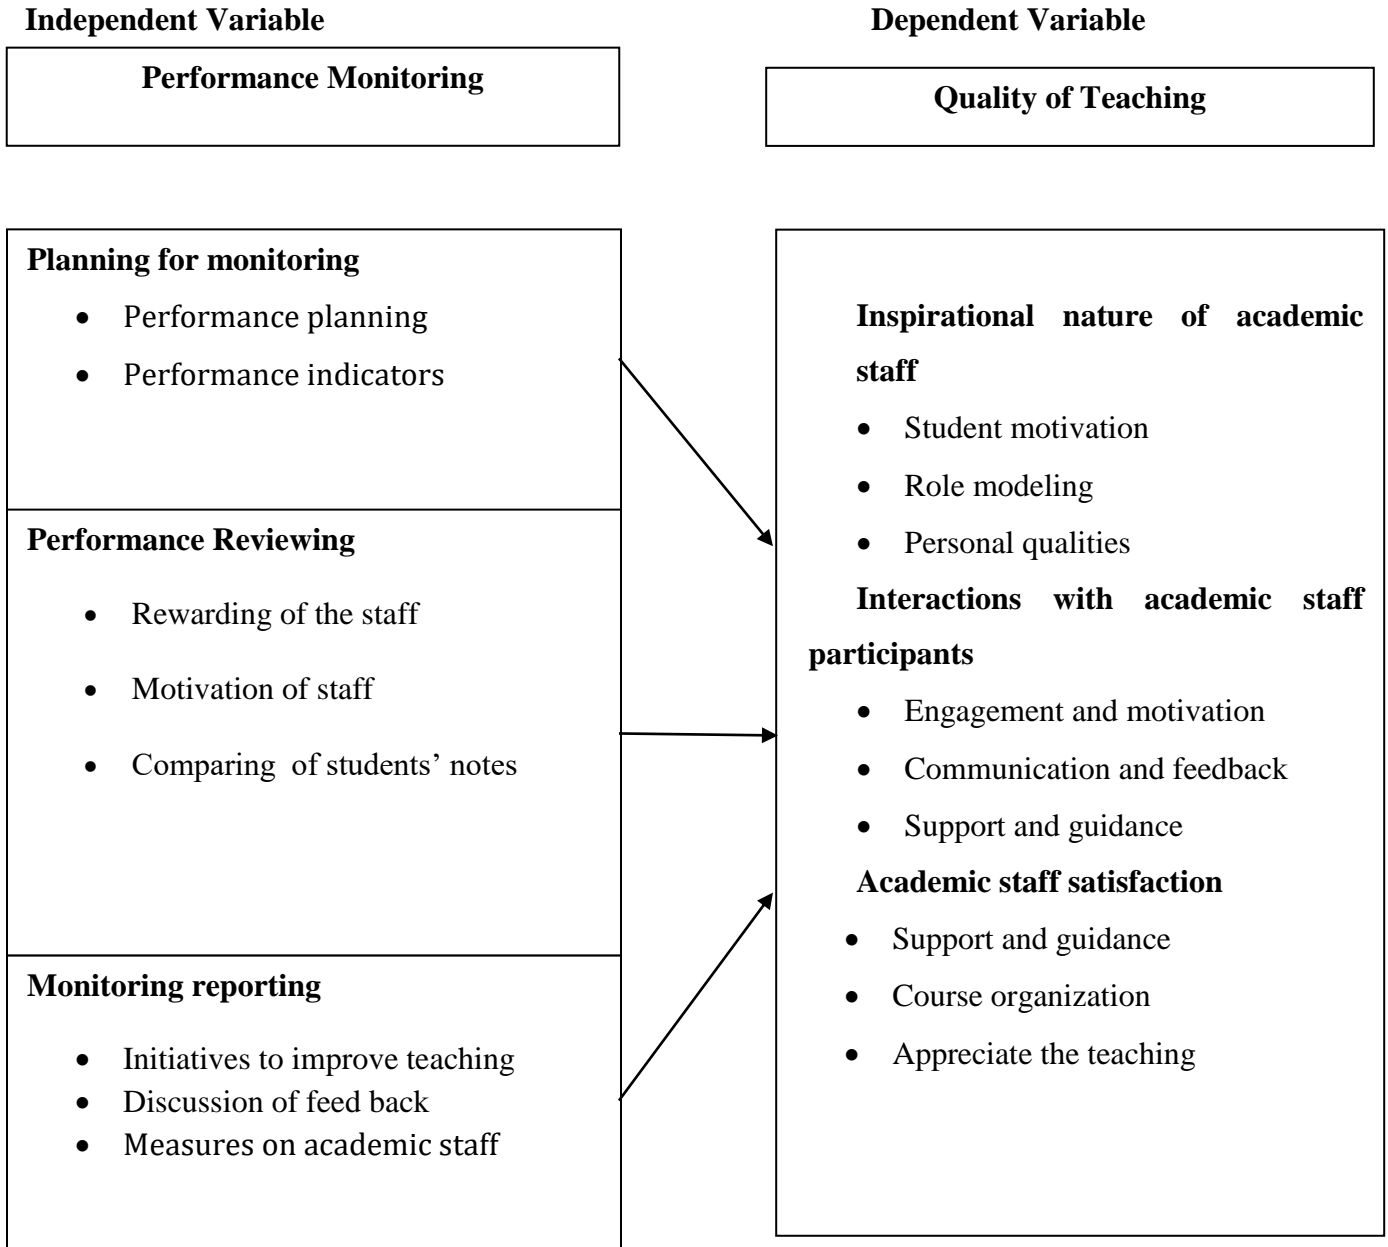 Independent Variable
Dependent Variable
Performance Monitoring
Quality of Teaching
Planning for monitoring
• Performance planning
• Performance indicators
Performance Reviewing
• Rewarding of the staff
• Motivation of staff
• Comparing of students’ notes
Monitoring reporting
• Initiatives to improve teaching
• Discussion of feed back
• Measures on academic staff
Inspirational nature of academic
staff
• Student motivation
• Role modeling
• Personal qualities
Interactions with academic staff
participants
• Engagement and motivation
• Communication and feedback
• Support and guidance
Academic staff satisfaction
• Support and guidance
• Course organization
• Appreciate the teaching